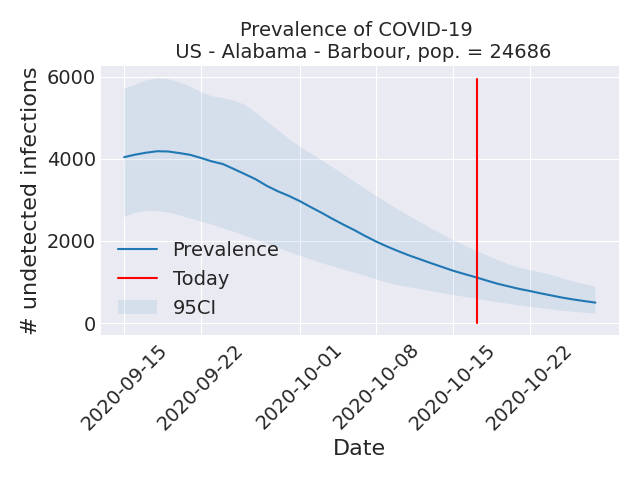 Prevalence of COVID-19
US - Alabama - Barbour, pop. = 24686
# undetected infections
6000
4000
2000
0
Prevalence
Today
95CI
2020-09-15
2020-09-22
2020-10-01
2020-10-08
2020-10-15
2020-10-22
Date